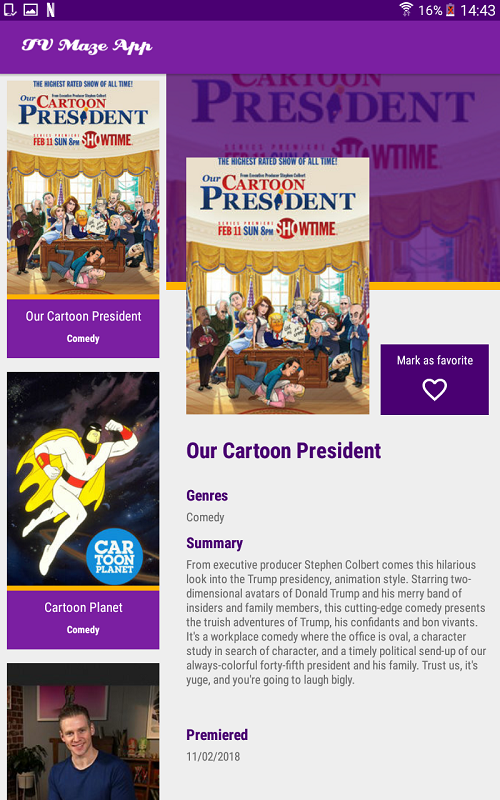 16% 14:43
TV Maze App
THE HIGHEST RATED SHOW OF ALL TIME!
From Executive Producer Stephen Colbert
Our CARTOON
PRESIDENT
SERIES PREMIERE
FEB 11 SUN 8PM SHOWTIME
Our Cartoon President
Comedy
CARTOON
PRESIDENT
FEB 11 SUN 8PM SHOWTIME
THE HIGHEST RATED SHOW OF ALL TIME!
From Executive Producer Stephen Colbert
Our CARTOON
PRESIDENT
SERIES PREMIERE
FEB 11 SUN 8PM SHOWTIME
Mark as favorite
CAR
TOON
PLANET
Cartoon Planet
Comedy
Our Cartoon President
Genres
Comedy
Summary
From executive producer Stephen Colbert comes this hilarious
look into the Trump presidency, animation style. Starring two-
dimensional avatars of Donald Trump and his merry band of
insiders and family members, this cutting-edge comedy presents
the truish adventures of Trump, his confidants and bon vivants.
It's a workplace comedy where the office is oval, a character
study in search of character, and a timely political send-up of our
always-colorful forty-fifth president and his family. Trust us, it's
yuge, and you're going to laugh bigly.
Premiered
11/02/2018